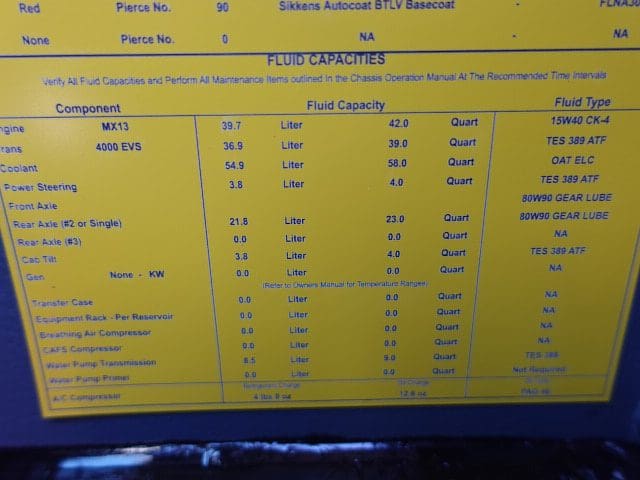 Red Pierce No. 90 Sikkens Autocoat BTLV Basecoat - FLNA30
None Pierce No. 0 NA - NA
FLUID CAPACITIES
Verify All Fluid Capacities and Perform All Maintenance Items outlined In the Chassis Operation Manual At The Recommended Time Intervals
Component Fluid Capacity Fluid Type
ngine MX13 39.7 Liter 42.0 Quart 15W40 CK-4
rans 4000 EVS 36.9 Liter 39.0 Quart TES 389 ATF
Coolant 54.9 Liter 58.0 Quart OAT ELC
Power Steering 3.8 Liter 4.0 Quart TES 389 ATF
Front Axle 80W90 GEAR LUBE
Rear Axle (#2 or Single) 21.8 Liter 23.0 Quart 80W90 GEAR LUBE
Rear Axle (#3) 0.0 Liter 0.0 Quart NA
Cab Tilt 3.8 Liter 4.0 Quart TES 389 ATF
Gen None - KW 0.0 Liter 0.0 Quart NA
(Refer to Owners Manual for Temperature Ranges)
Transfer Case 0.0 Liter 0.0 Quart NA
Equipment Rack - Per Reservoir 0.0 Liter 0.0 Quart NA
Breathing Air Compressor 0.0 Liter 0.0 Quart NA
CAFS Compressor 0.0 Liter 0.0 Quart NA
Water Pump Transmission 8.5 Liter 9.0 Quart TES-389
Water Pump Primer 0.0 Liter 0.0 Quart Not Required
Refrigerant Charge Oil Charge
A/C Compressor 4 lbs 0 oz 12.6 oz